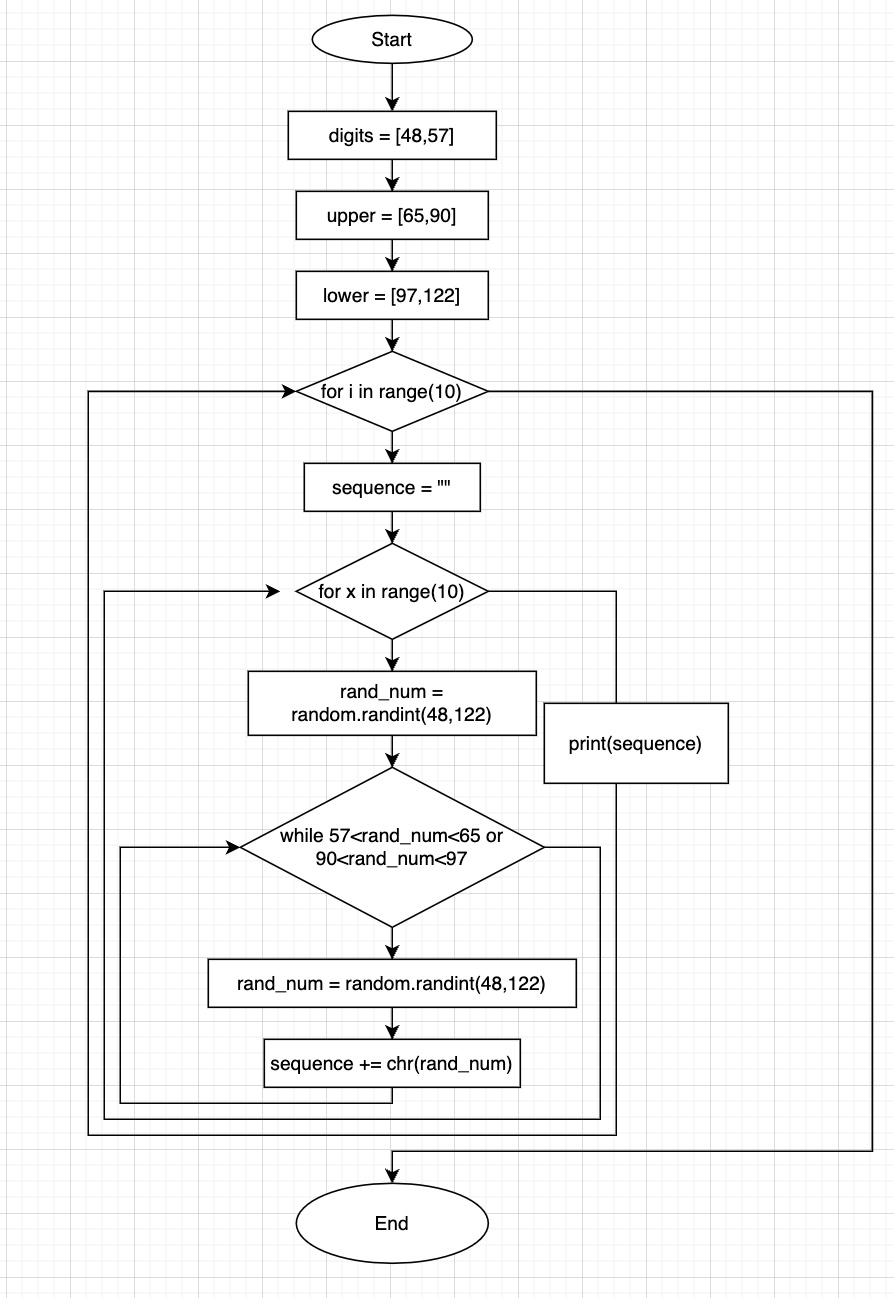 Start
digits = [48,57]
upper = [65,90]
lower = [97,122]
for i in range(10)
sequence = ""
for x in range(10)
rand_num =
random.randint(48,122)
print(sequence)
while 57<rand_num<65 or
90<rand_num<97
rand_num = random.randint(48,122)
sequence += chr(rand_num)
End